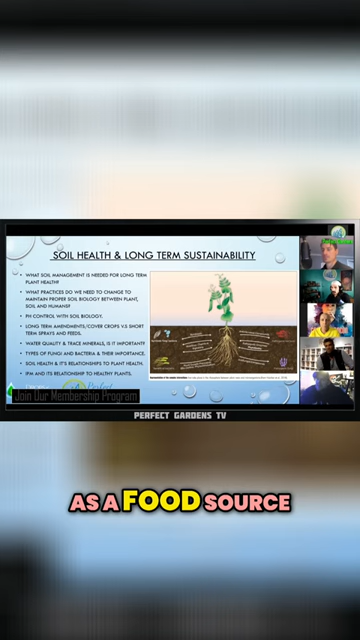 SOIL HEALTH & LONG TERM SUSTAINABILITY
• WHAT SOIL MANAGEMENT IS NEEDED FOR LONG TERM
PLANT HEALTH?
• WHAT PRACTICES DO WE NEED TO CHANGE TO
MAINTAIN PROPER SOIL BIOLOGY BETWEEN PLANT,
SOIL AND HUMANS?
• PH CONTROL WITH SOIL BIOLOGY.
• LONG TERM AMENDMENTS/COVER CROPS V.S SHORT
TERM SPRAYS AND FEEDS.
• WATER QUALITY & TRACE MINERALS, IS IT IMPORTANT?
• TYPES OF FUNGI AND BACTERIA & THEIR IMPORTANCE.
• SOIL HEALTH & IT'S RELATIONSHIPS TO PLANT HEALTH.
• IPM AND ITS RELATIONSHIP TO HEALTHY PLANTS.
Perfect
Join Our Membership Program
PERFECT GARDENS TV
AS A FOOD SOURCE